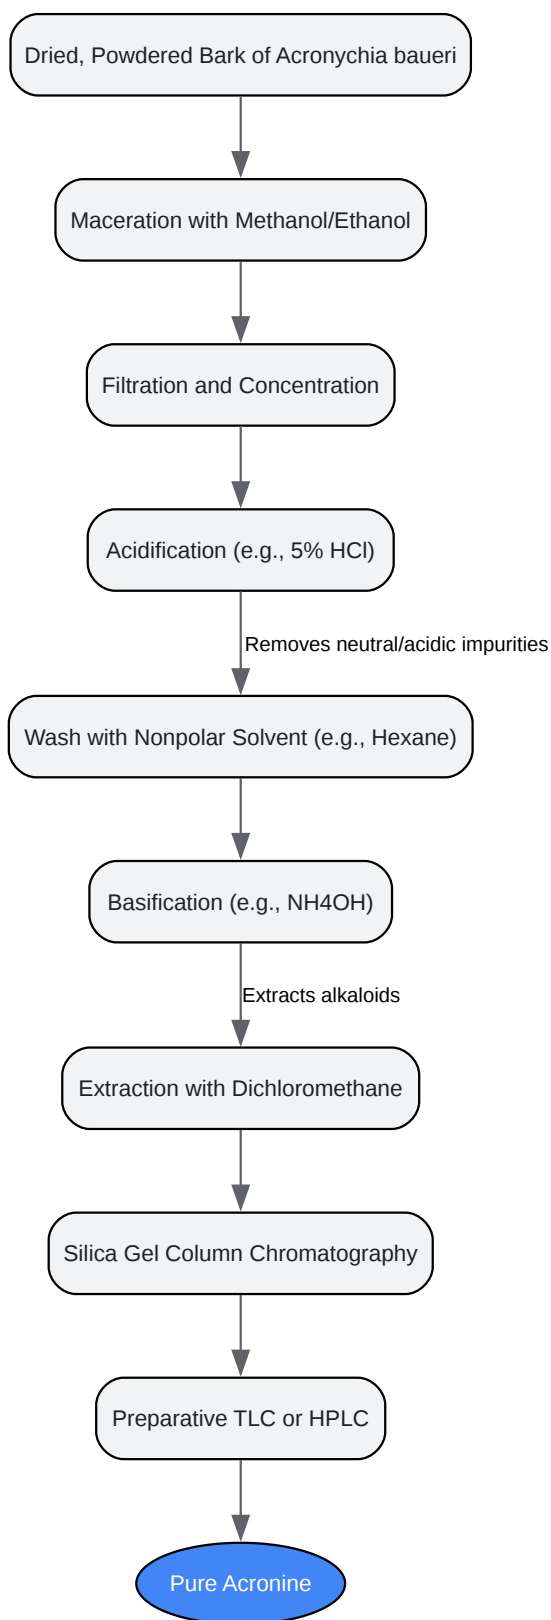 Dried, Powdered Bark of Acronychia baueri
Maceration with Methanol/Ethanol
Filtration and Concentration
Acidification (e.g., 5% HCl)
Removes neutral/acidic impurities
Wash with Nonpolar Solvent (e.g., Hexane)
Basification (e.g., NH4OH)
Extracts alkaloids
Extraction with Dichloromethane
Silica Gel Column Chromatography
Preparative TLC or HPLC
Pure Acronine